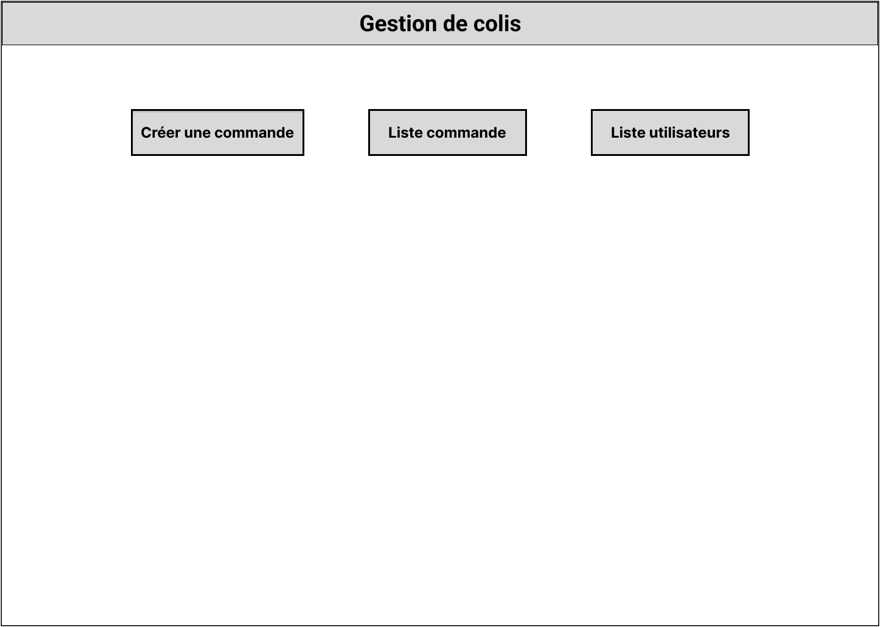 Gestion de colis
Créer une commande
Liste commande
Liste utilisateurs